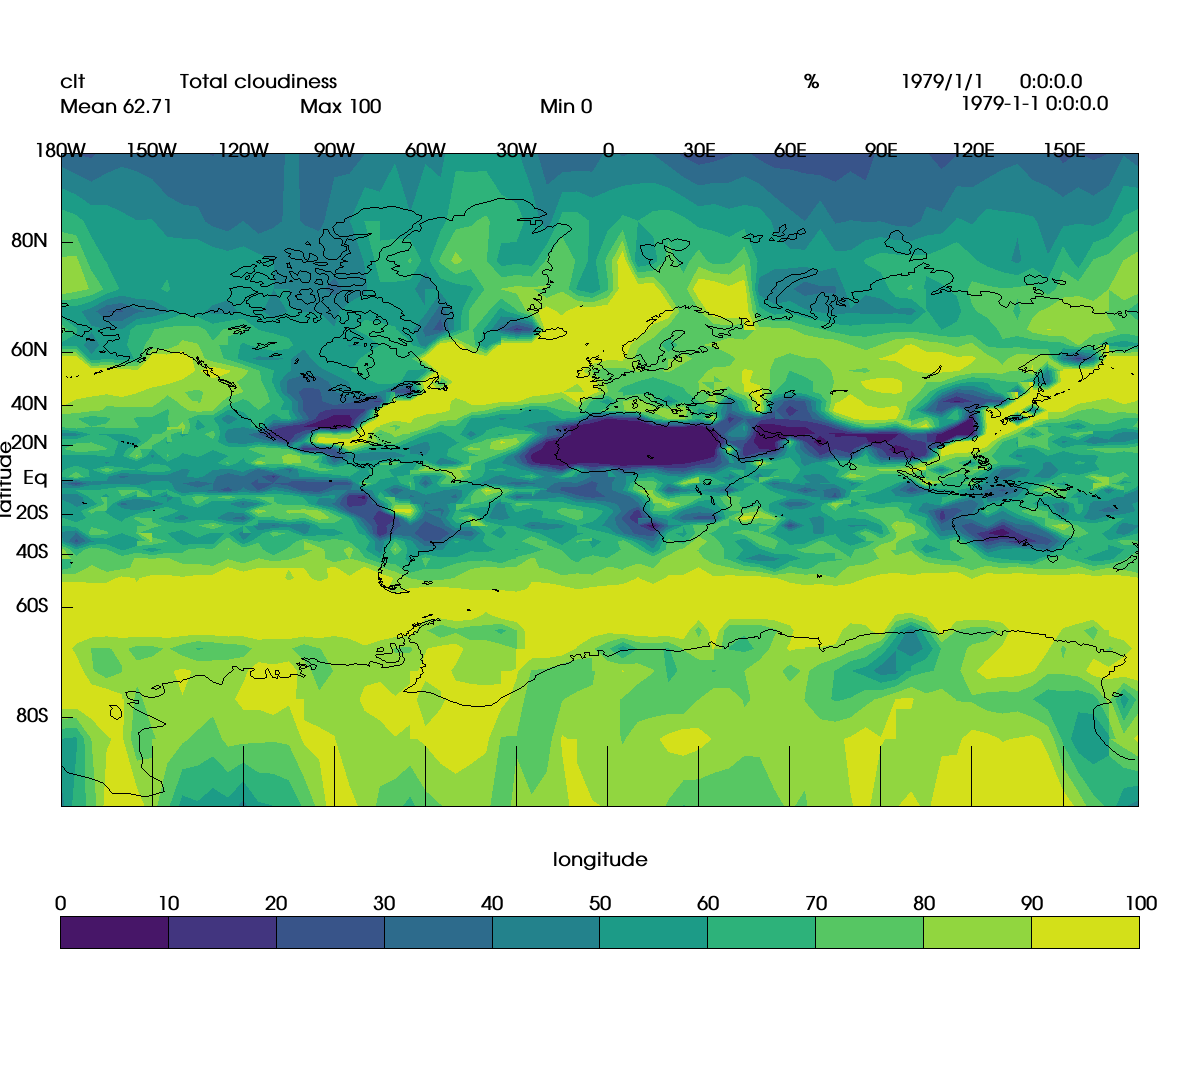 clt Total cloudiness % 1979/1/1 0:0:0.0
Mean 62.71 Max 100 Min 0 1979-1-1 0:0:0.0
180W 150W 120W 90W 60W 30W 0 30E 60E 90E 120E 150E
80N
60N
40N
20N
Eq
20S
40S
60S
80S
latitude
longitude
0 10 20 30 40 50 60 70 80 90 100